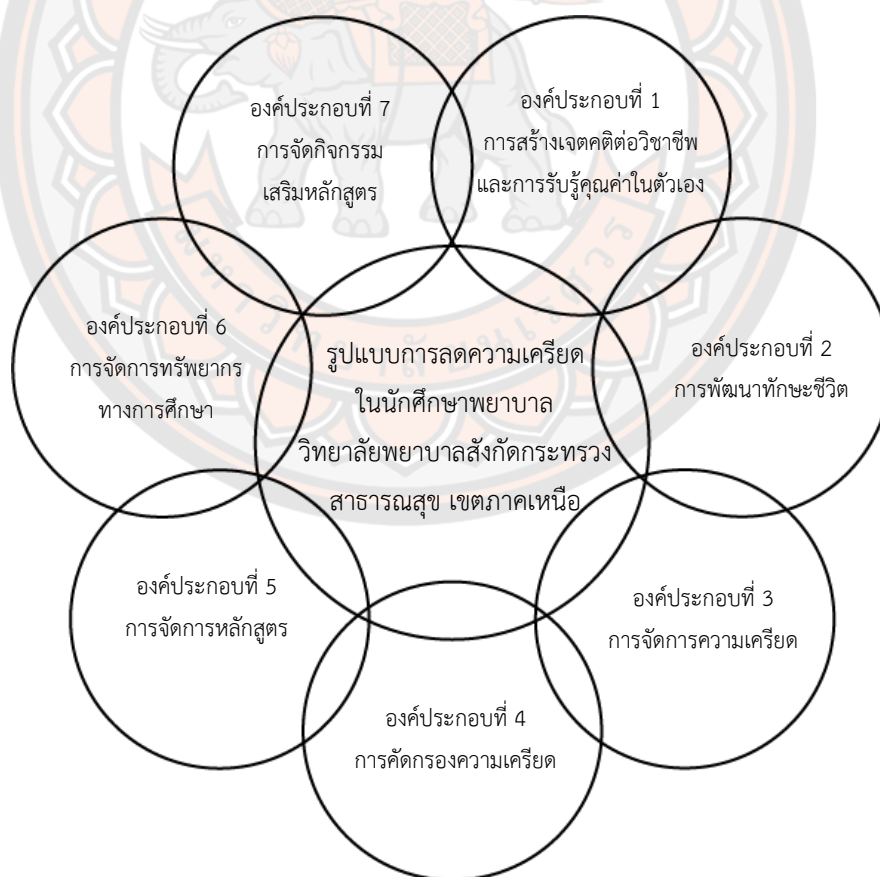 องค์ประกอบที่ 7
การจัดกิจกรรม
เสริมหลักสูตร
องค์ประกอบที่ 1
การสร้างเจตคติต่อวิชาชีพ
และการรับรู้คุณค่าในตัวเอง
องค์ประกอบที่ 6
การจัดการทรัพยากร
ทางการศึกษา
รูปแบบการลดความเครียด
ในนักศึกษาพยาบาล
วิทยาลัยพยาบาลสังกัดกระทรวง
สาธารณสุข เขตภาคเหนือ
องค์ประกอบที่ 2
การพัฒนาทักษะชีวิต
องค์ประกอบที่ 5
การจัดการหลักสูตร
องค์ประกอบที่ 3
การจัดการความเครียด
องค์ประกอบที่ 4
การคัดกรองความเครียด
มหาวิทยาลัยนเรศวร